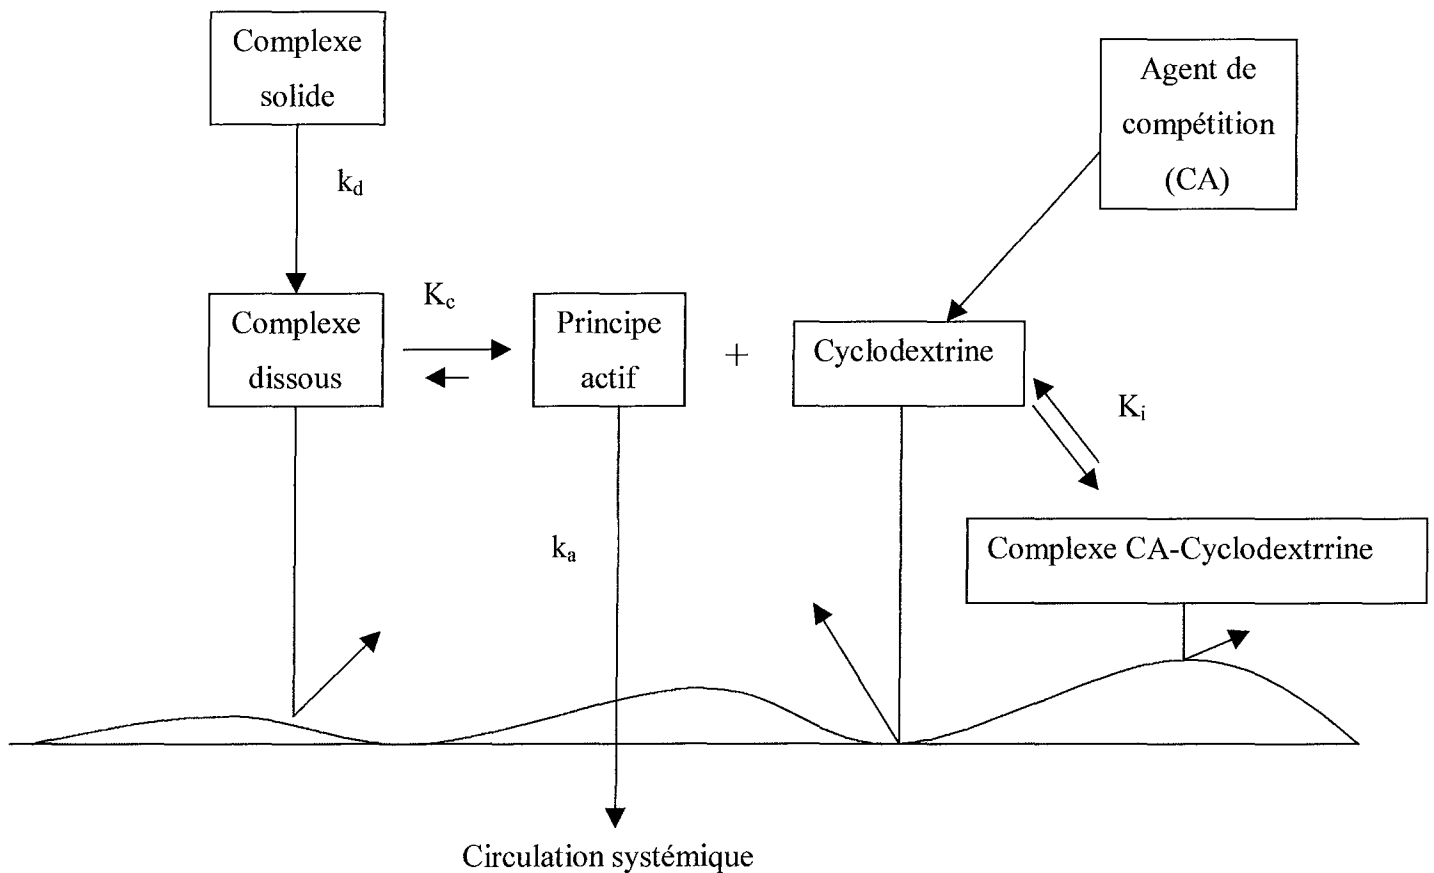 Complexe
solide
Agent de
compétition
(CA)
k_d
K_c
Complexe
dissous
Principe
actif
+
Cyclodextrine
K_i
k_a
Complexe CA-Cyclodextrrine
Circulation systémique